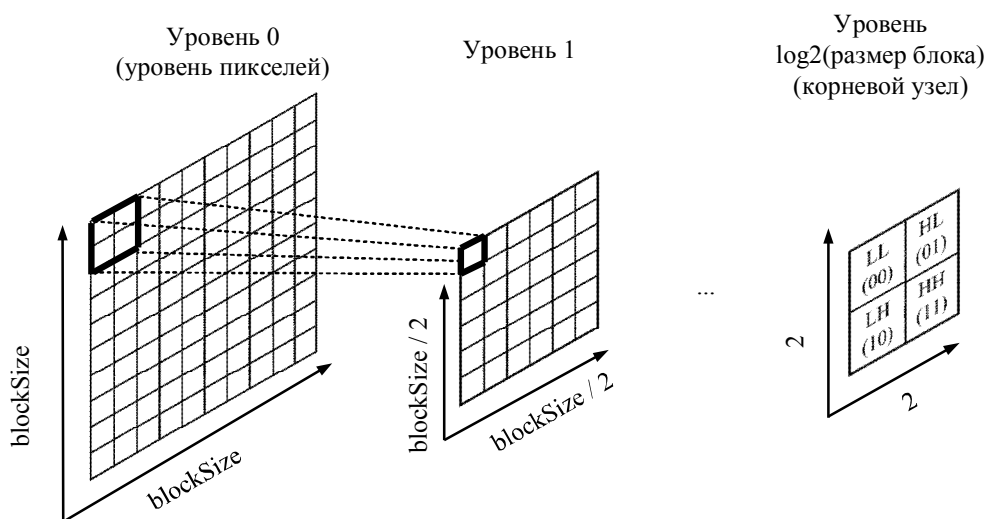 Уровень 0
(уровень пикселей)
Уровень 1
Уровень
log2(размер блока)
(корневой узел)
blockSize
blockSize
blockSize / 2
blockSize / 2
...
LL
(00)
HL
(01)
LH
(10)
HH
(11)
2
2